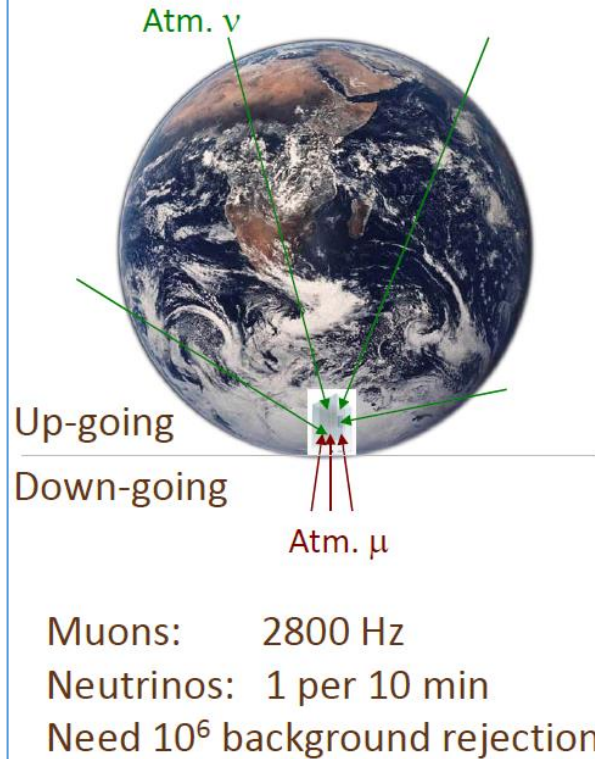 Atm. ν
Up-going
Down-going
Atm. μ
Muons: 2800 Hz
Neutrinos: 1 per 10 min
Need 10⁶ background rejection